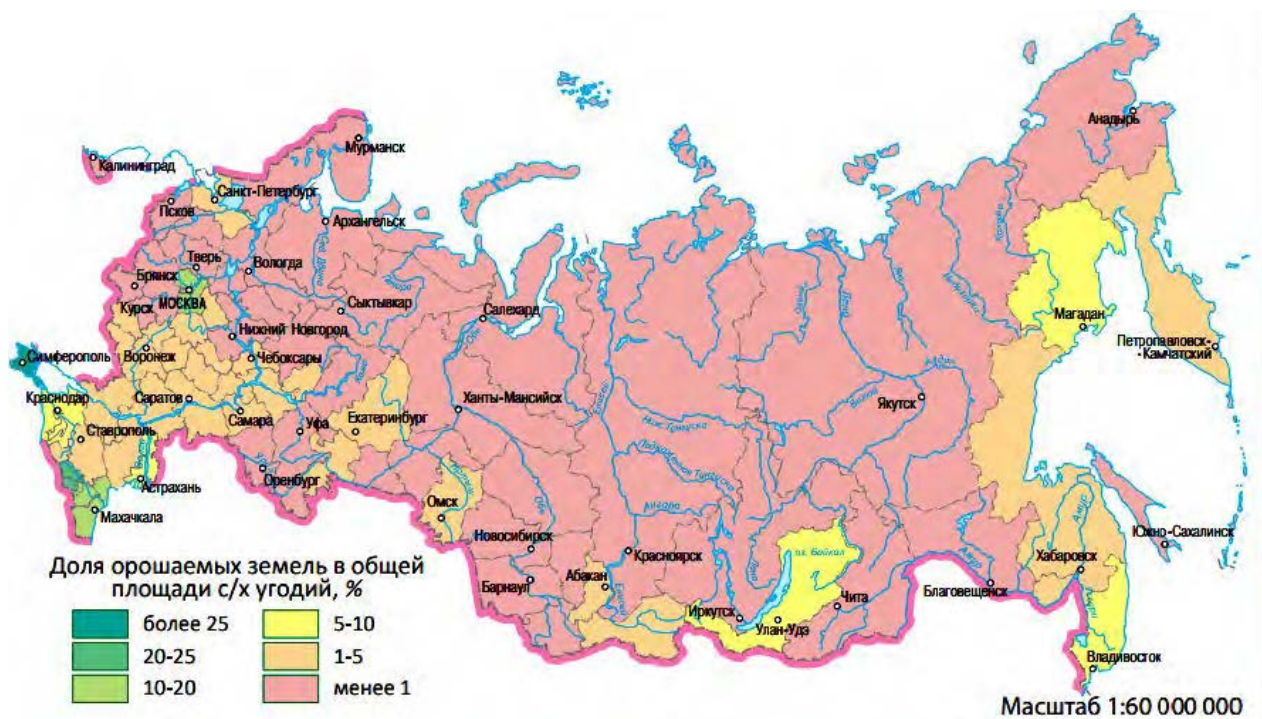 Анадырь
Мурманск
Калининград
Санкт-Петербург
Псков
Архангельск
Тверь
Вологда
Брянск
МОСКВА
Сыктывкар
Курск
Салехард
Магадан
Нижний Новгород
Симферополь
Воронеж
Чебоксары
Петропавловск-
-Камчатский
Краснодар
Саратов
Ханты-Мансийск
Якутск
Самара
Уфа
Екатеринбург
Ставрополь
Астрахань
Оренбург
Омск
Махачкала
Ангара
Новосибирск
Красноярск
оз. Байкал
Амур
Хабаровск
Южно-Сахалинск
Барнаул
Абакан
Иркутск
Чита
Благовещенск
Улан-Удэ
Владивосток
Доля орошаемых земель в общей
площади с/х угодий, %
более 25
5-10
20-25
1-5
10-20
менее 1
Масштаб 1:60 000 000